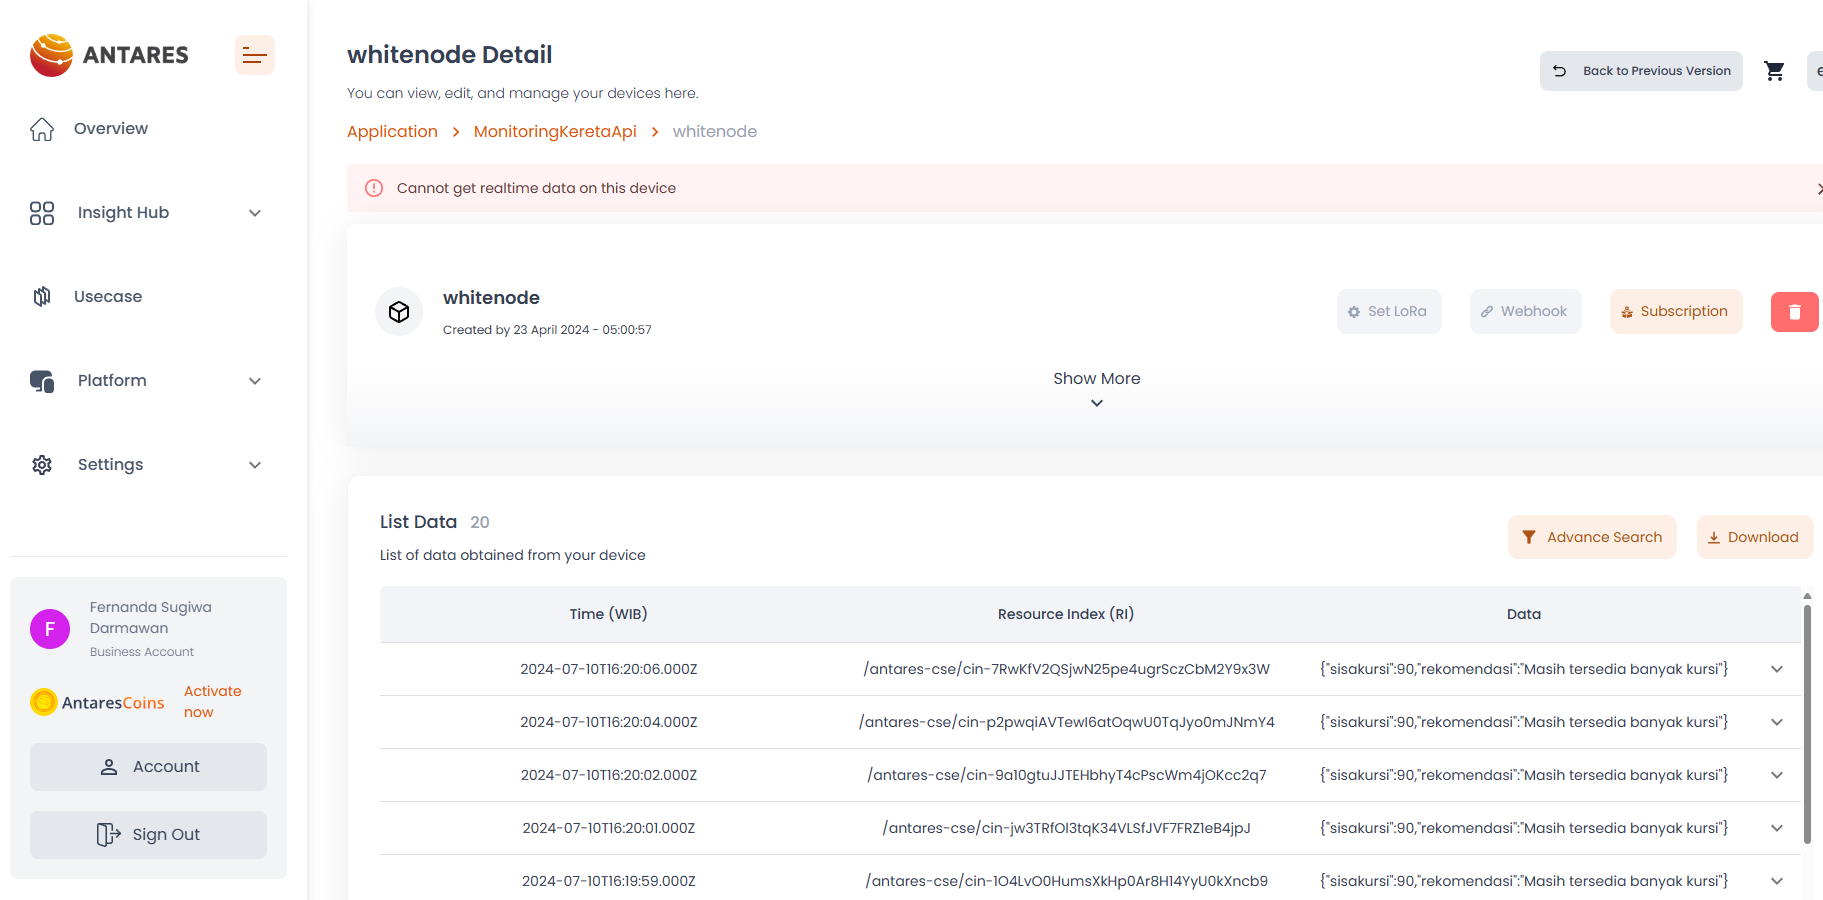 ANTARES
Overview
Insight Hub
Usecase
Platform
Settings
Fernanda Sugiwa
Darmawan
Business Account
F
AntaresCoins
Activate
now
Account
Sign Out
whitenode Detail
You can view, edit, and manage your devices here.
Back to Previous Version
Application > MonitoringKeretaApi > whitenode
Cannot get realtime data on this device
whitenode
Created by 23 April 2024 - 05:00:57
Set LoRa
Webhook
Subscription
Show More
List Data 20
List of data obtained from your device
Advance Search
Download
Time (WIB) Resource Index (RI) Data
2024-07-10T16:20:06.000Z /antares-cse/cin-7RwKfV2QSjwN25pe4ugrSczCbM2Y9x3W {"sisakursi":90,"rekomendasi":"Masih tersedia banyak kursi"}
2024-07-10T16:20:04.000Z /antares-cse/cin-p2pwqiAVTewI6atOqwU0TqJyo0mJNmY4 {"sisakursi":90,"rekomendasi":"Masih tersedia banyak kursi"}
2024-07-10T16:20:02.000Z /antares-cse/cin-9a10gtuJJTEHbhyT4cPscWm4jOKcc2q7 {"sisakursi":90,"rekomendasi":"Masih tersedia banyak kursi"}
2024-07-10T16:20:01.000Z /antares-cse/cin-jw3TRfOl3tqK34VLSfJVF7FRZ1eB4jpJ {"sisakursi":90,"rekomendasi":"Masih tersedia banyak kursi"}
2024-07-10T16:19:59.000Z /antares-cse/cin-1O4LvO0HumsXkHp0Ar8H14YyU0kXncb9 {"sisakursi":90,"rekomendasi":"Masih tersedia banyak kursi"}